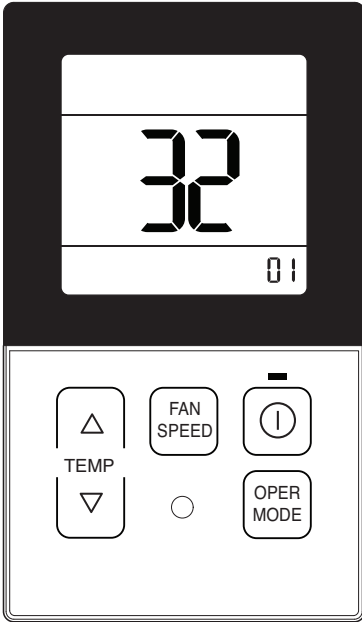 32
01
FAN
SPEED
TEMP
OPER
MODE